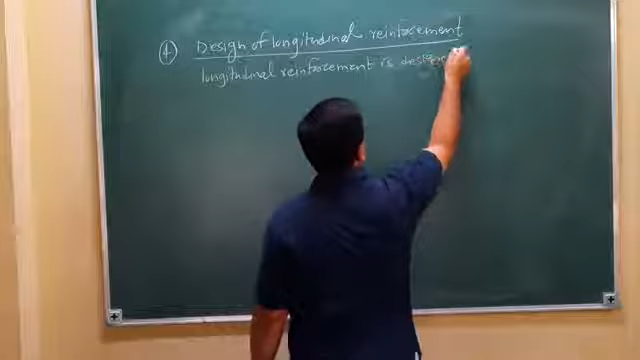 (4) Design of longitudinal reinforcement
longitudinal reinforcement is